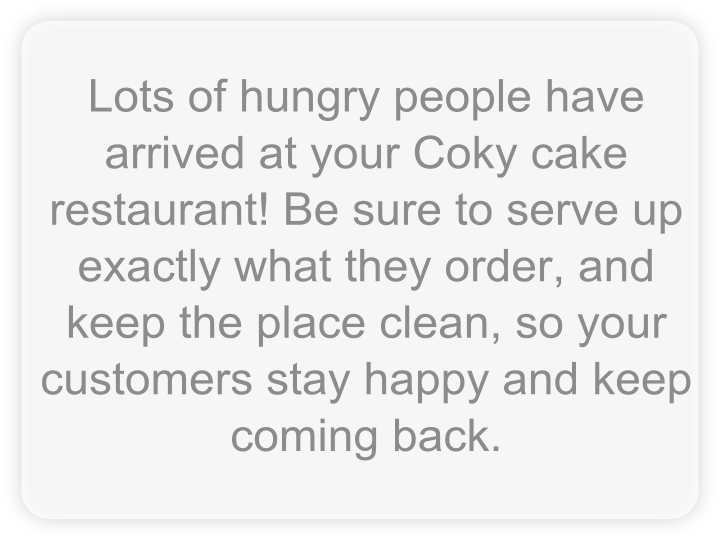 Lots of hungry people have
arrived at your Coky cake
restaurant! Be sure to serve up
exactly what they order, and
keep the place clean, so your
customers stay happy and keep
coming back.